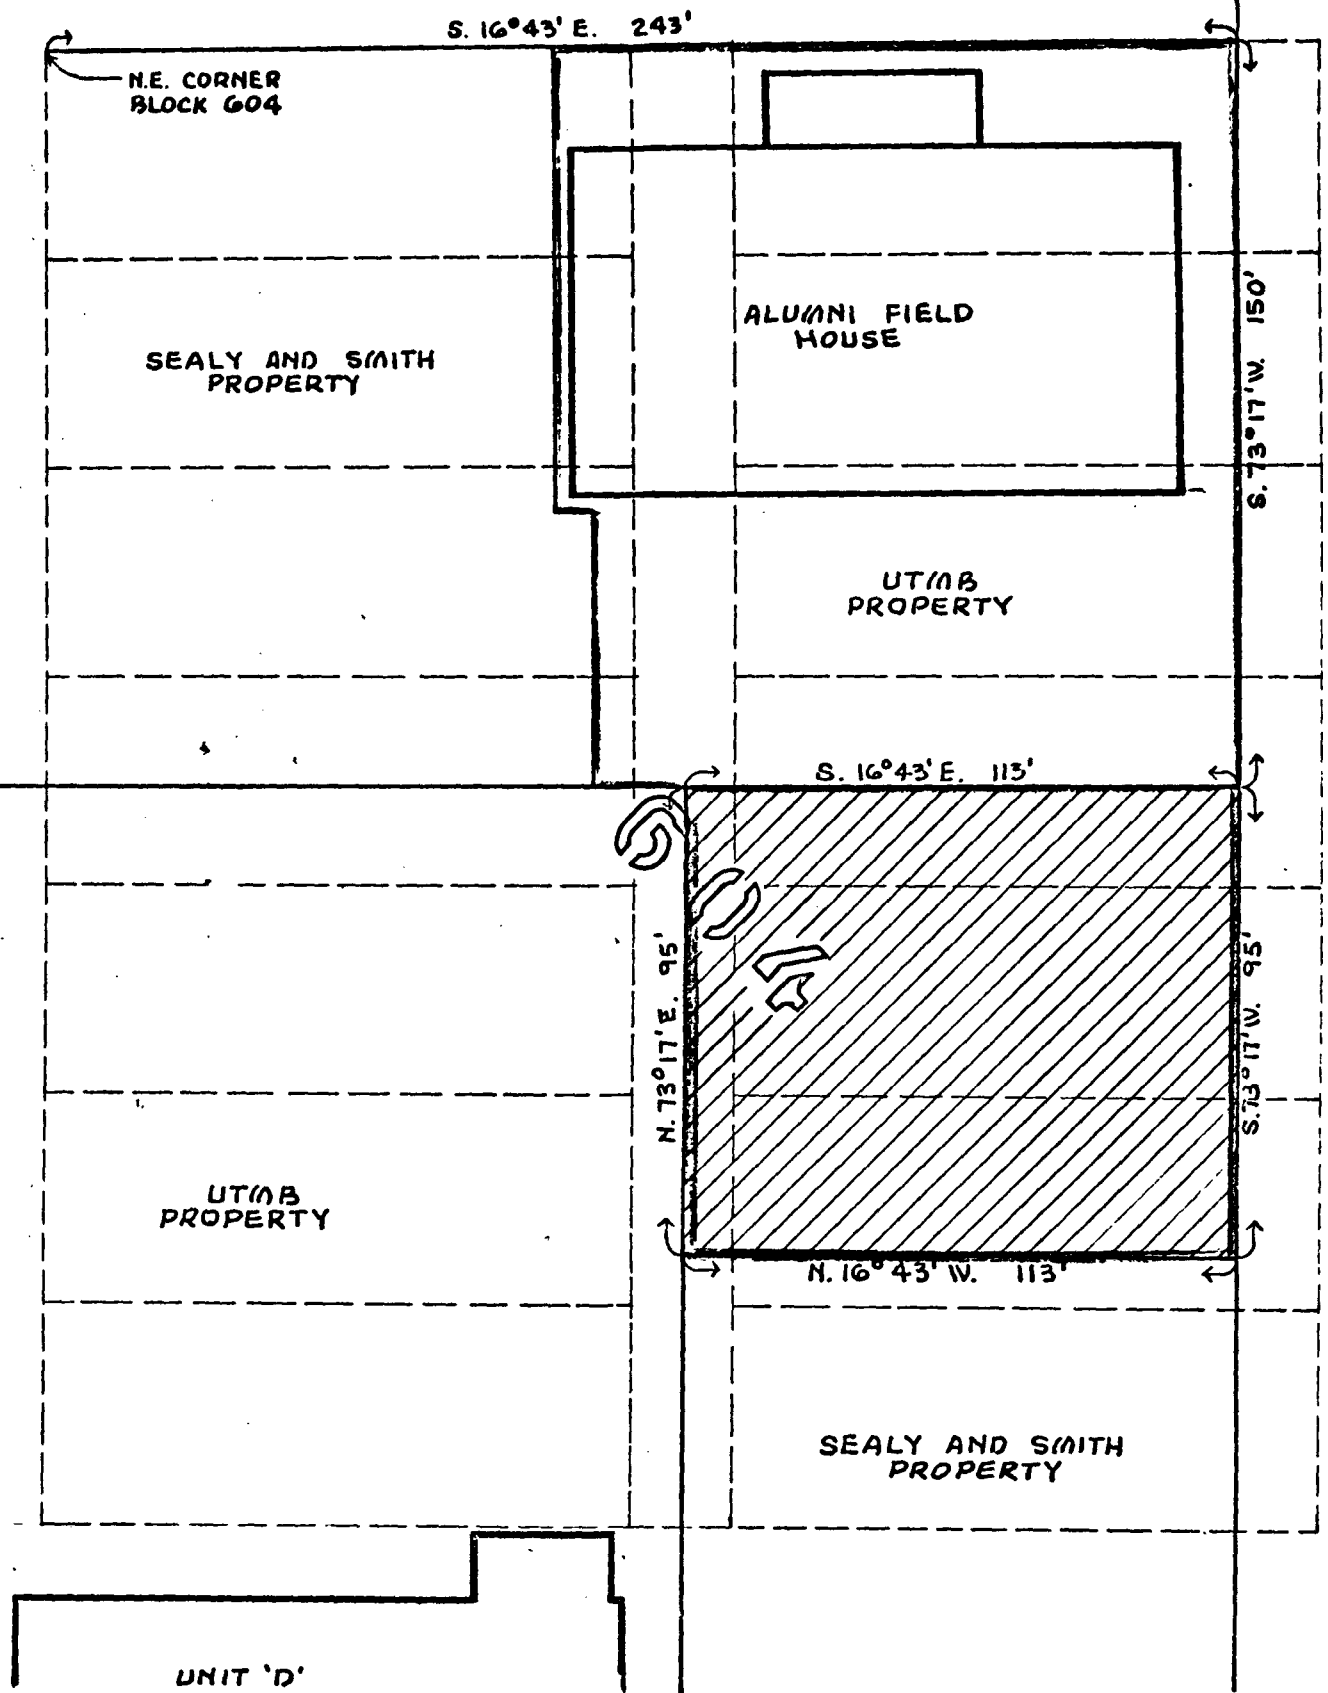 S. 16°43' E. 243'
N.E. CORNER
BLOCK 604
ALUMNI FIELD
HOUSE
S. 73°17' W. 150'
SEALY AND SMITH
PROPERTY
UTMB
PROPERTY
S. 16°43' E. 113'
N. 73°17' E. 95'
S. 73°17' W. 95'
UTMB
PROPERTY
N. 16°43' W. 113'
SEALY AND SMITH
PROPERTY
UNIT 'D'